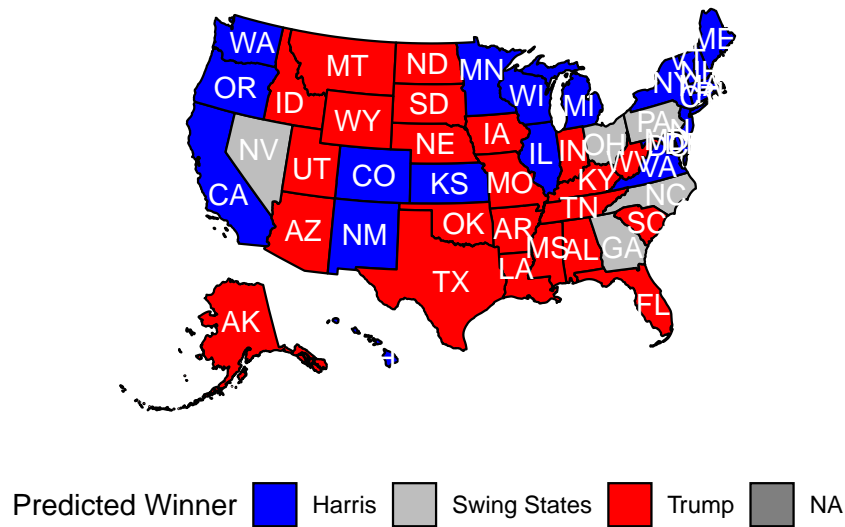 WA
MT
ND
MN
ME
OR
ID
SD
WI
MI
NY
WY
IA
PA
NV
NE
IL
IN
OH
UT
CO
KS
MO
KY
WV
VA
CA
TN
NC
AZ
NM
OK
AR
SC
MS
AL
GA
TX
LA
FL
AK
Predicted Winner Harris Swing States Trump NA